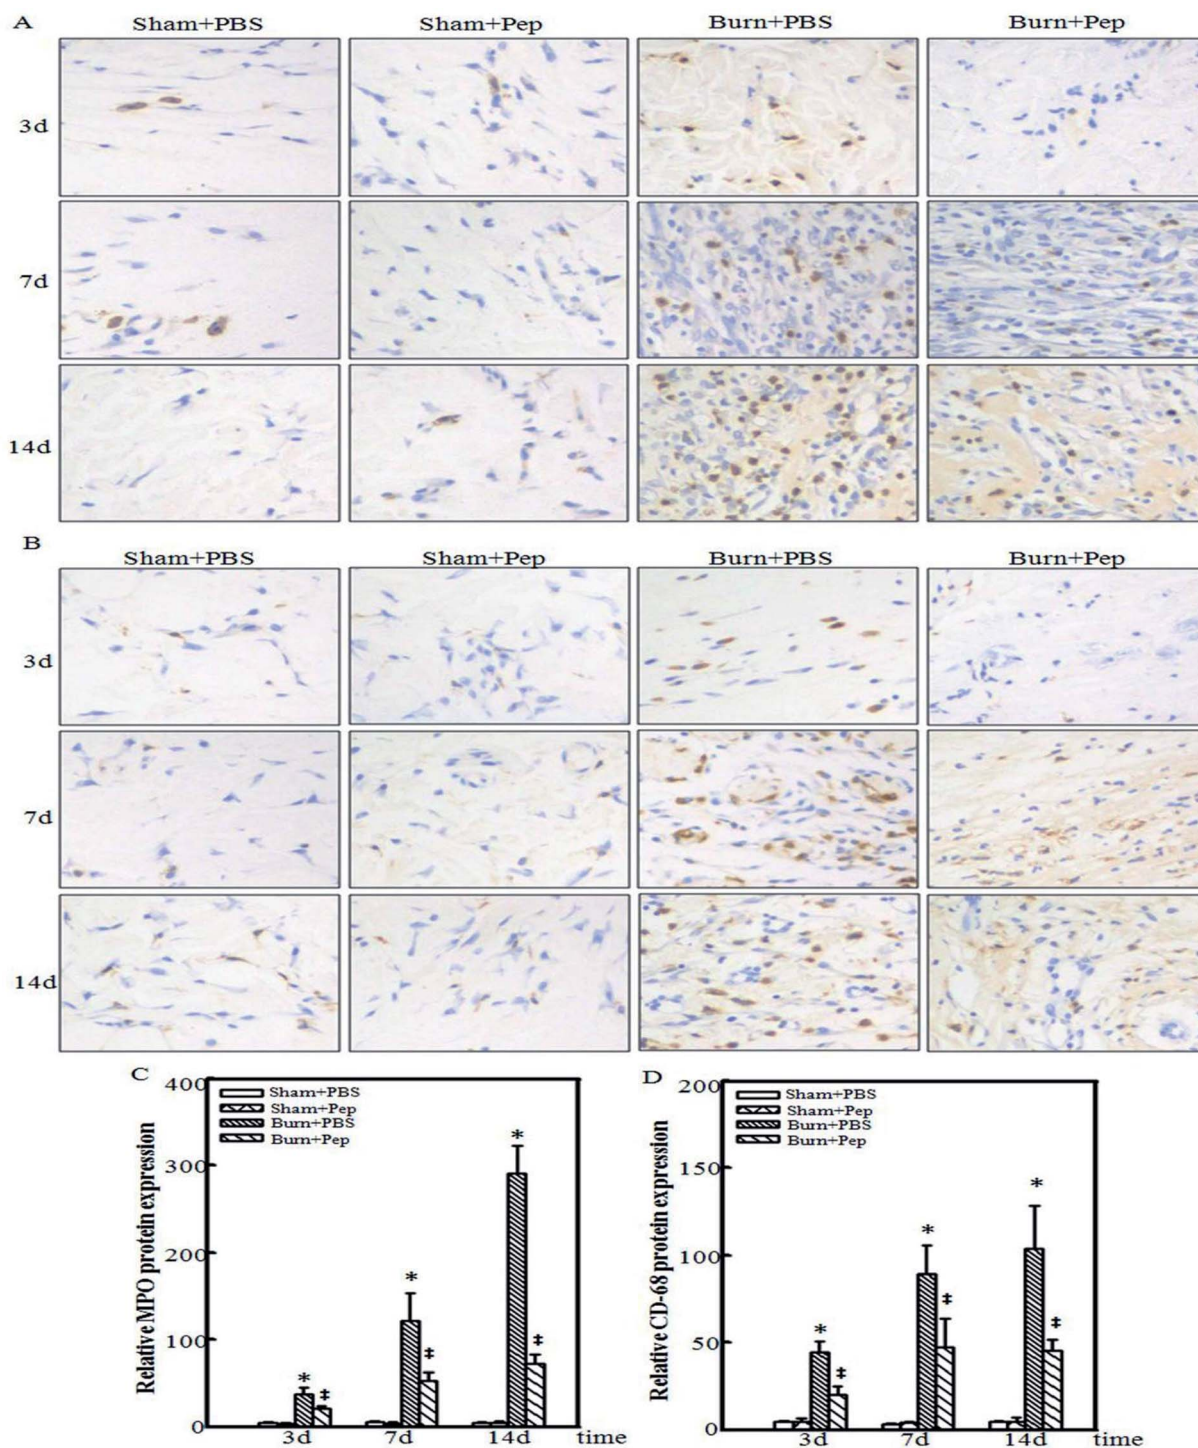 A
Sham+PBS Sham+Pep Burn+PBS Burn+Pep
3d
7d
14d
B
Sham+PBS Sham+Pep Burn+PBS Burn+Pep
3d
7d
14d
C
Relative MPO protein expression
400
300
200
100
0
Sham+PBS
Sham+Pep
Burn+PBS
Burn+Pep
* ‡
* ‡
* ‡
3d 7d 14d time
D
Relative CD-68 protein expression
200
150
100
50
0
Sham+PBS
Sham+Pep
Burn+PBS
Burn+Pep
* ‡
* ‡
* ‡
3d 7d 14d time